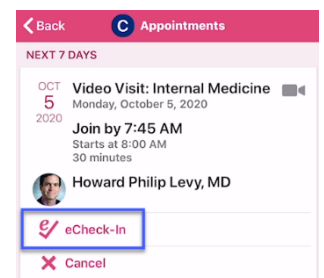 Back
C Appointments
NEXT 7 DAYS
OCT
5
2020
Video Visit: Internal Medicine
Monday, October 5, 2020
Join by 7:45 AM
Starts at 8:00 AM
30 minutes
Howard Philip Levy, MD
eCheck-In
Cancel